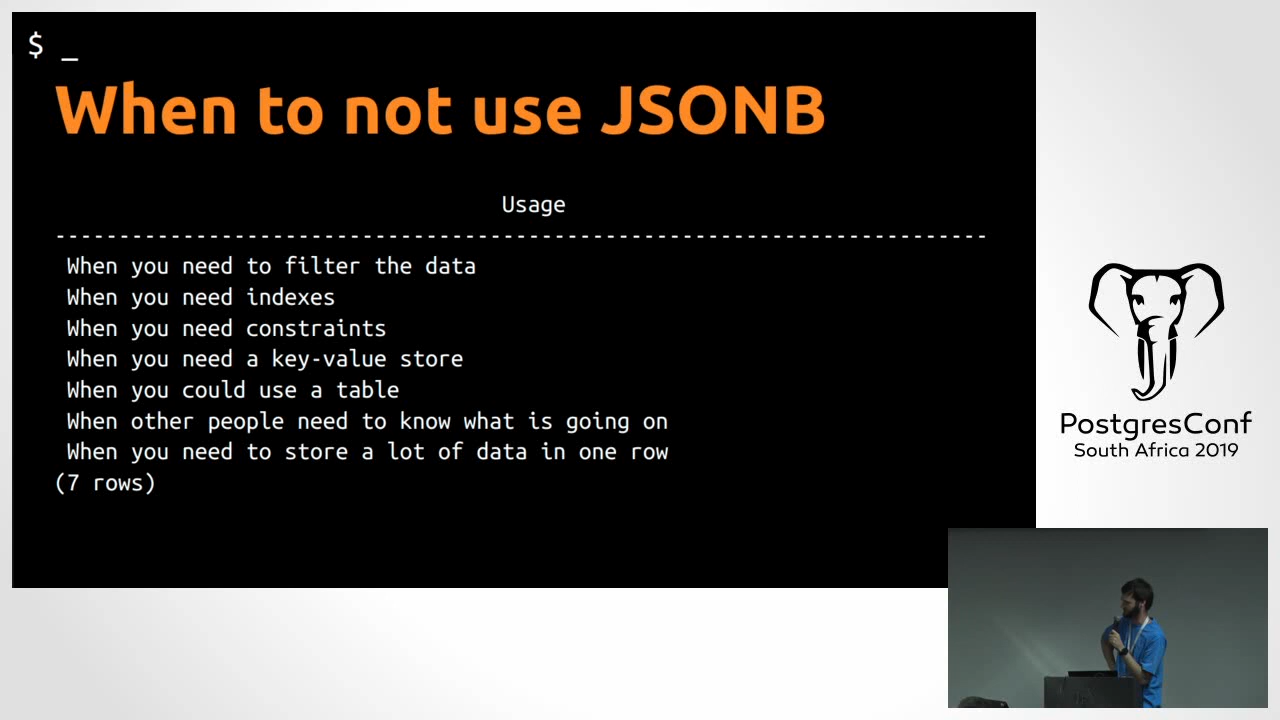 $ _
When to not use JSONB
Usage
-------------------------------------------------------------------------
When you need to filter the data
When you need indexes
When you need constraints
When you need a key-value store
When you could use a table
When other people need to know what is going on
When you need to store a lot of data in one row
(7 rows)
PostgresConf
South Africa 2019